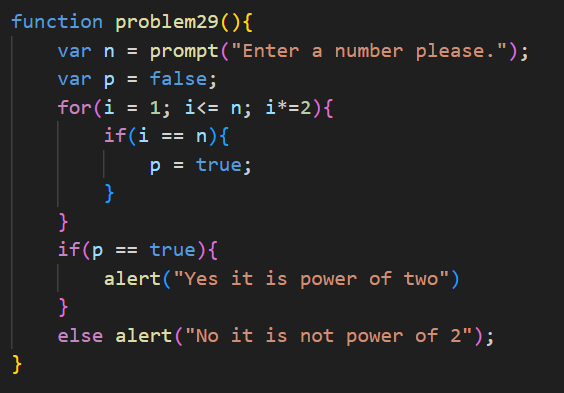 function problem29(){
    var n = prompt("Enter a number please.");
    var p = false;
    for(i = 1; i<= n; i*=2){
        if(i == n){
            p = true;
        }
    }
    if(p == true){
        alert("Yes it is power of two")
    }
    else alert("No it is not power of 2");
}